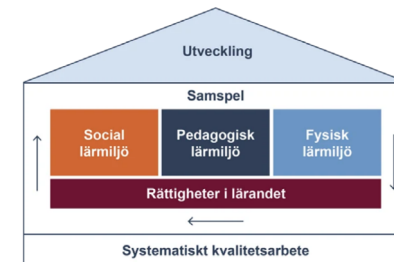 Utveckling
Samspel
Social
lärmiljö
Pedagogisk
lärmiljö
Fysisk
lärmiljö
Rättigheter i lärandet
Systematiskt kvalitetsarbete